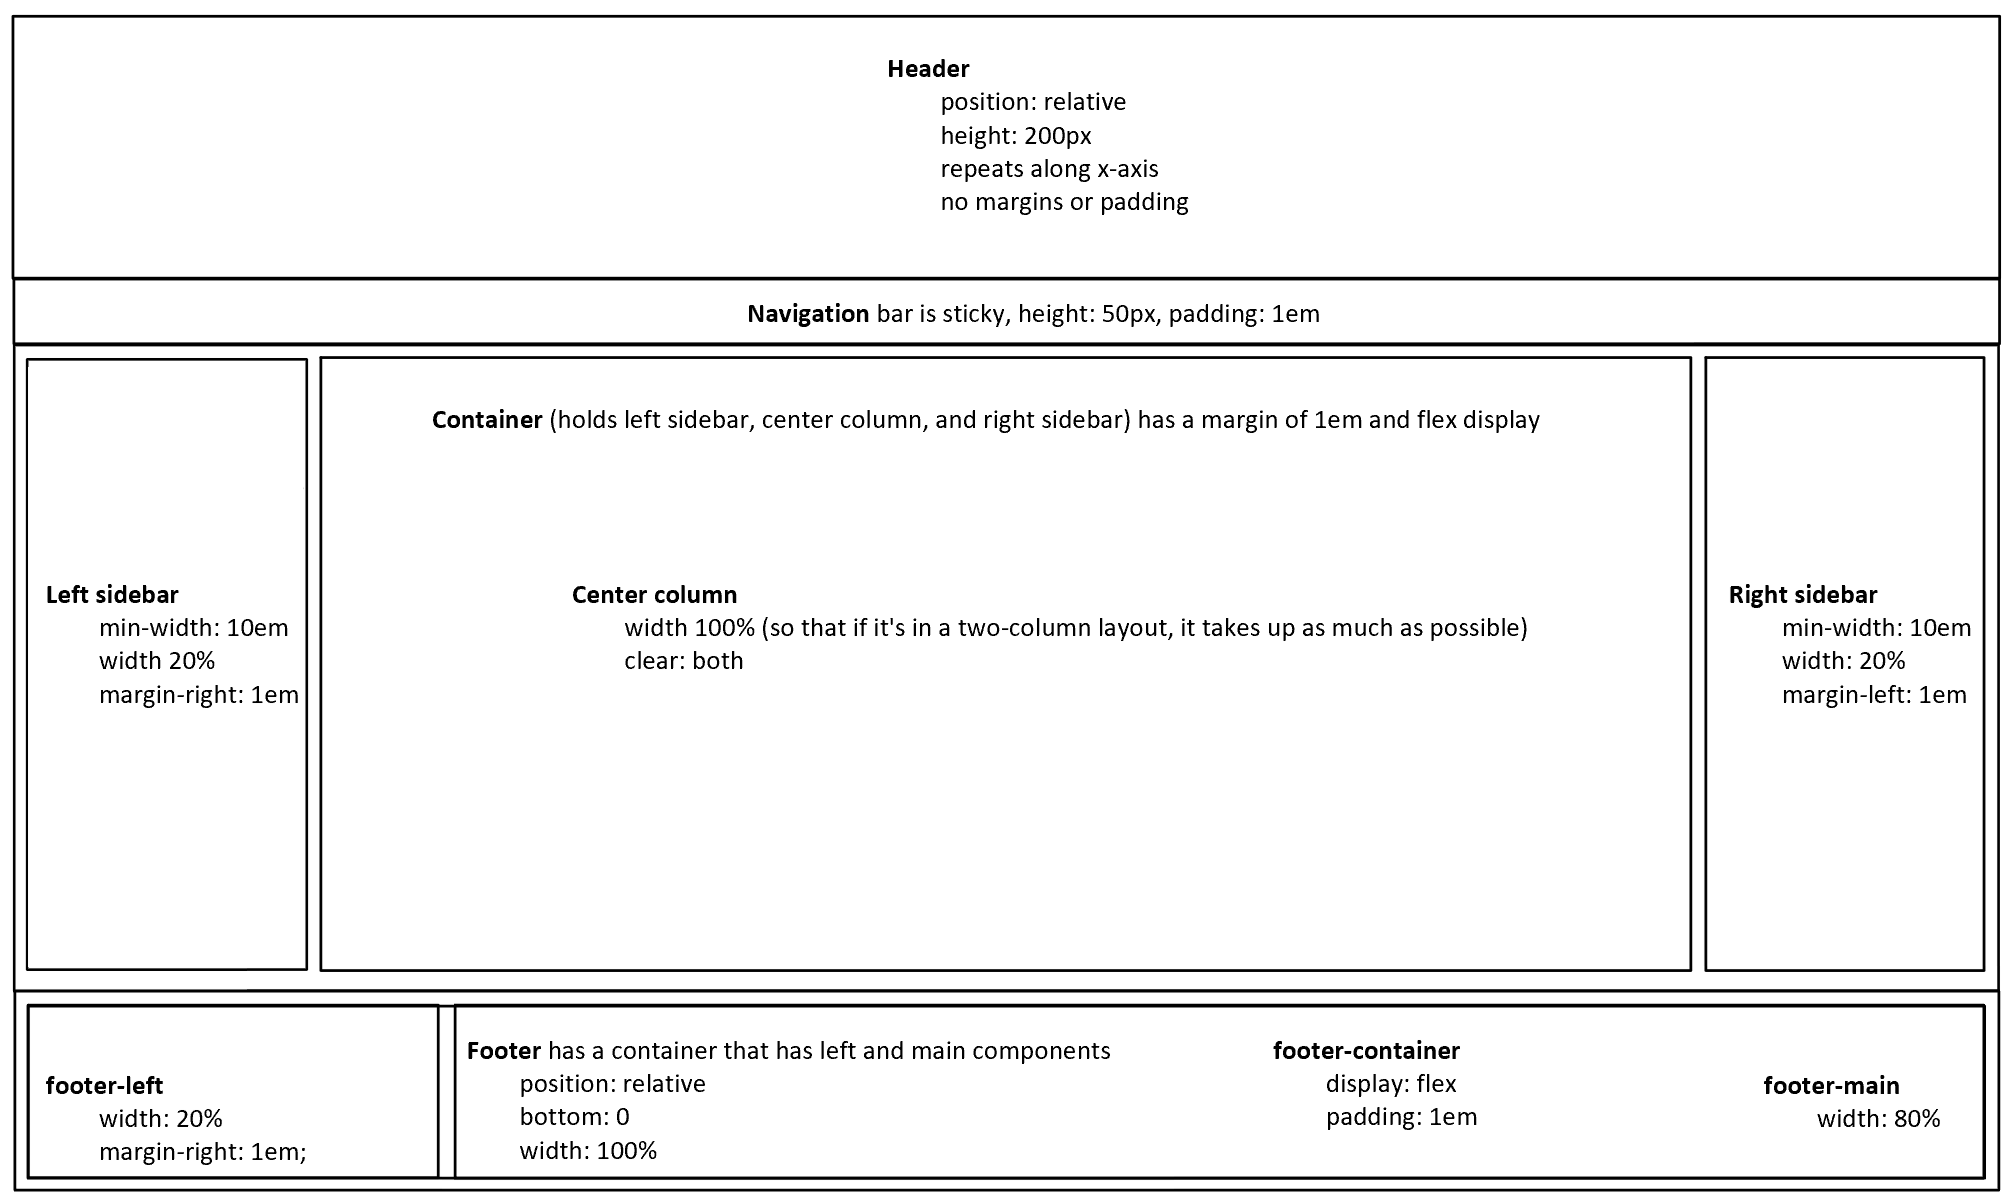 Header
position: relative
height: 200px
repeats along x-axis
no margins or padding
Navigation bar is sticky, height: 50px, padding: 1em
Container (holds left sidebar, center column, and right sidebar) has a margin of 1em and flex display
Left sidebar
min-width: 10em
width 20%
margin-right: 1em
Center column
width 100% (so that if it's in a two-column layout, it takes up as much as possible)
clear: both
Right sidebar
min-width: 10em
width: 20%
margin-left: 1em
footer-left
width: 20%
margin-right: 1em;
Footer has a container that has left and main components
position: relative
bottom: 0
width: 100%
footer-container
display: flex
padding: 1em
footer-main
width: 80%